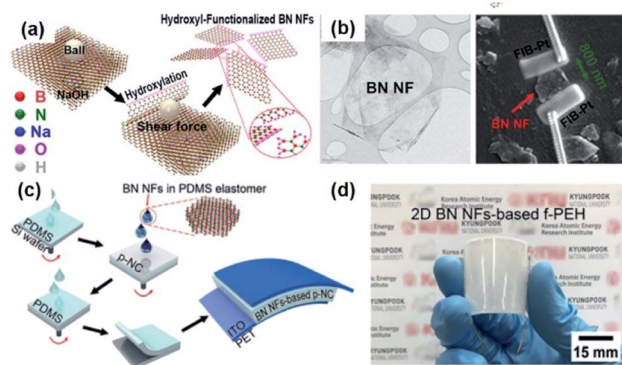 (a)
Hydroxyl-Functionalized BN NFs
Ball
NaOH
Hydroxylation
Shear force
B
N
Na
O
H
(b)
BN NF
FIB-Pt
800 nm
BN NF
FIB-Pt
(c)
BN NFs in PDMS elastomer
PDMS
Si wafer
p-NC
PDMS
BN NFs-based p-NC
ITO
PET
(d)
KYUNGPOOK
Korea Atomic Energy
Research Institute
NATIONAL UNIVERSITY
2D BN NFs-based f-PEH
15 mm